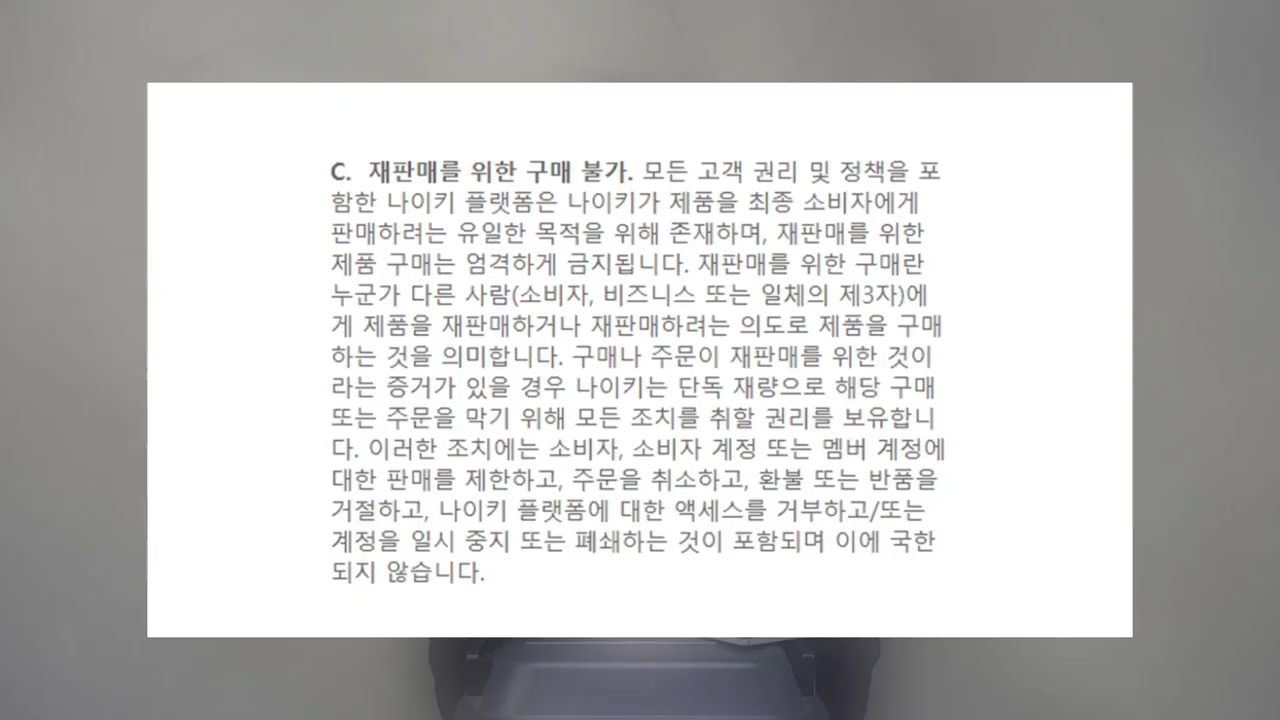 C.  재판매를 위한 구매 불가. 모든 고객 권리 및 정책을 포
함한 나이키 플랫폼은 나이키가 제품을 최종 소비자에게
판매하려는 유일한 목적을 위해 존재하며, 재판매를 위한
제품 구매는 엄격하게 금지됩니다. 재판매를 위한 구매란
누군가 다른 사람(소비자, 비즈니스 또는 일체의 제3자)에
게 제품을 재판매하거나 재판매하려는 의도로 제품을 구매
하는 것을 의미합니다. 구매나 주문이 재판매를 위한 것이
라는 증거가 있을 경우 나이키는 단독 재량으로 해당 구매
또는 주문을 막기 위해 모든 조치를 취할 권리를 보유합니
다. 이러한 조치에는 소비자, 소비자 계정 또는 멤버 계정에
대한 판매를 제한하고, 주문을 취소하고, 환불 또는 반품을
거절하고, 나이키 플랫폼에 대한 액세스를 거부하고/또는
계정을 일시 중지 또는 폐쇄하는 것이 포함되며 이에 국한
되지 않습니다.